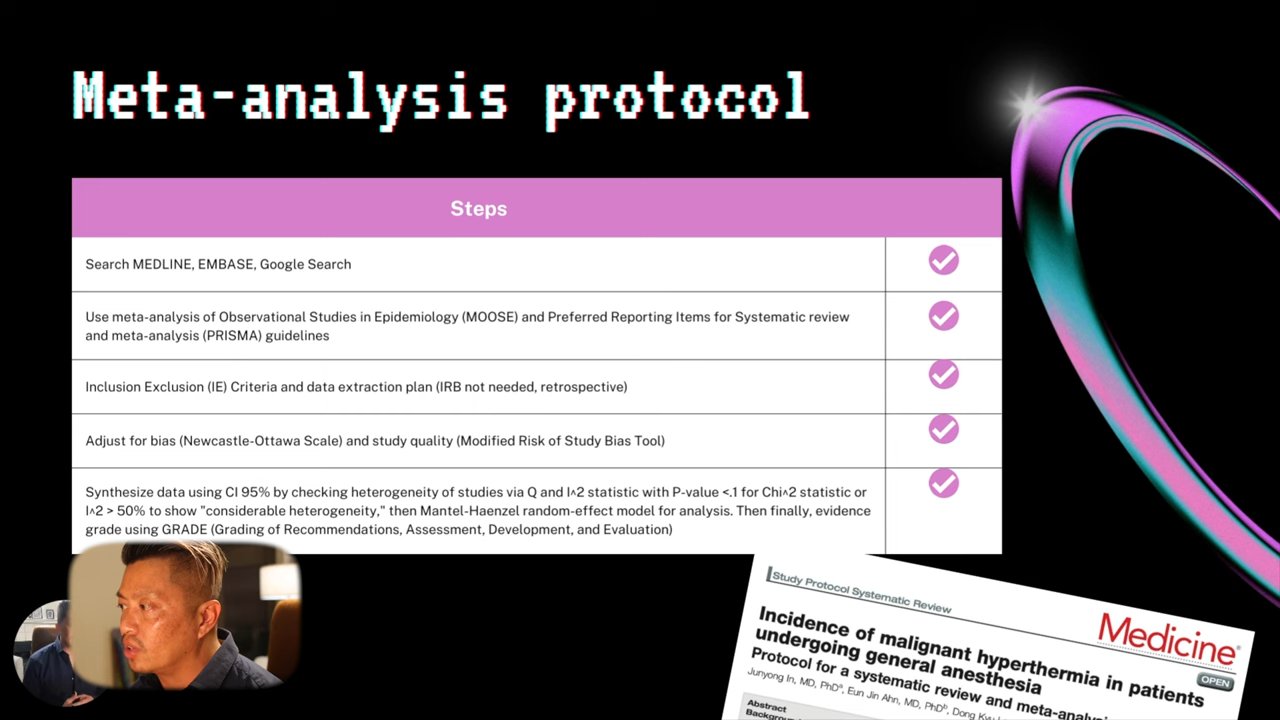 Meta-analysis protocol
Steps
Search MEDLINE, EMBASE, Google Search
Use meta-analysis of Observational Studies in Epidemiology (MOOSE) and Preferred Reporting Items for Systematic review
and meta-analysis (PRISMA) guidelines
Inclusion Exclusion (IE) Criteria and data extraction plan (IRB not needed, retrospective)
Adjust for bias (Newcastle-Ottawa Scale) and study quality (Modified Risk of Study Bias Tool)
Synthesize data using CI 95% by checking heterogeneity of studies via Q and I^2 statistic with P-value <.1 for Chi^2 statistic or
I^2 > 50% to show "considerable heterogeneity," then Mantel-Haenzel random-effect model for analysis. Then finally, evidence
grade using GRADE (Grading of Recommendations, Assessment, Development, and Evaluation)
Study Protocol Systematic Review
Medicine®
OPEN
Incidence of malignant hyperthermia in patients
undergoing general anesthesia
Protocol for a systematic review and
Junyong In, MD, PhDa, Eun Jin Ahn, MD, PhDb, Dong
Abstract